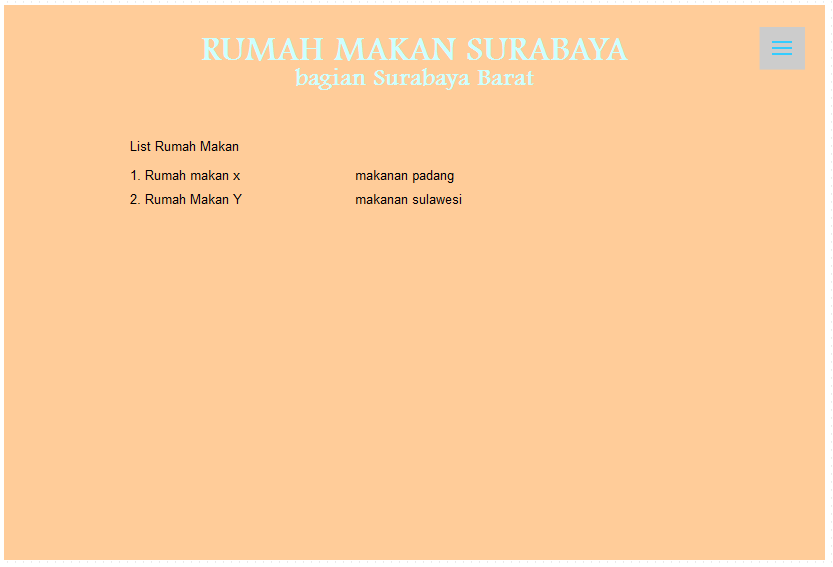 RUMAH MAKAN SURABAYA
bagian Surabaya Barat
List Rumah Makan
1. Rumah makan x makanan padang
2. Rumah Makan Y makanan sulawesi